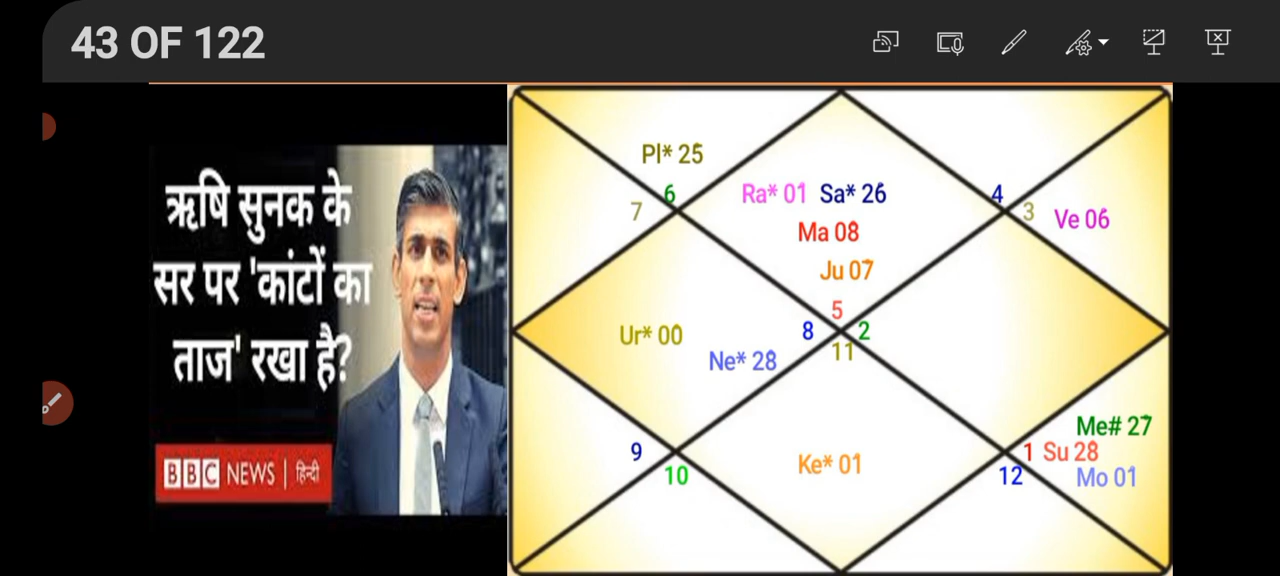 43 OF 122
ऋषि सुनक के
सर पर 'कांटों का
ताज' रखा है?
BBC NEWS | हिन्दी
Pl* 25
6
7
Ra* 01 Sa* 26
Ma 08
Ju 07
5
4
3
Ve 06
Ur* 00
Ne* 28
8
2
11
9
10
Ke* 01
Me# 27
1 Su 28
12
Mo 01